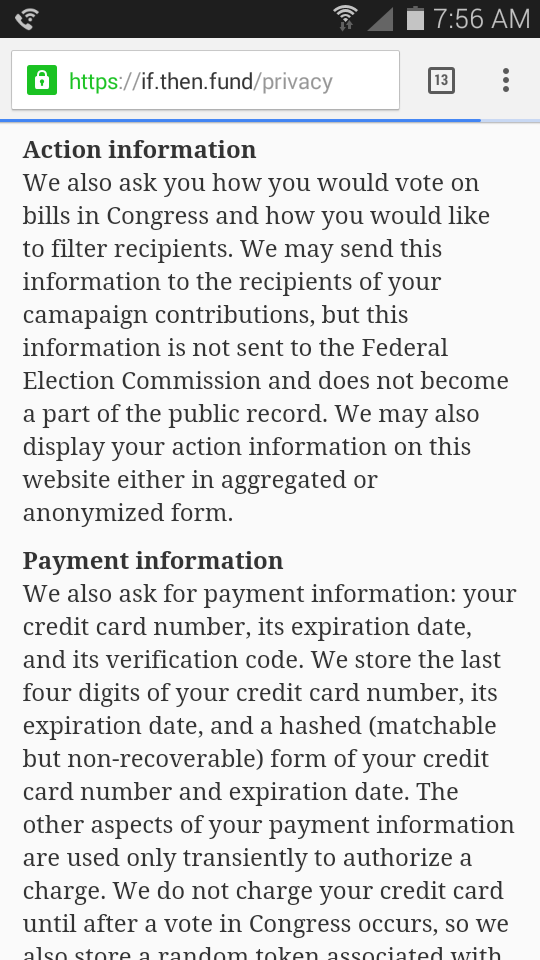 7:56 AM
https://if.then.fund/privacy
13
Action information
We also ask you how you would vote on
bills in Congress and how you would like
to filter recipients. We may send this
information to the recipients of your
camapaign contributions, but this
information is not sent to the Federal
Election Commission and does not become
a part of the public record. We may also
display your action information on this
website either in aggregated or
anonymized form.
Payment information
We also ask for payment information: your
credit card number, its expiration date,
and its verification code. We store the last
four digits of your credit card number, its
expiration date, and a hashed (matchable
but non-recoverable) form of your credit
card number and expiration date. The
other aspects of your payment information
are used only transiently to authorize a
charge. We do not charge your credit card
until after a vote in Congress occurs, so we
also store a random token associated with